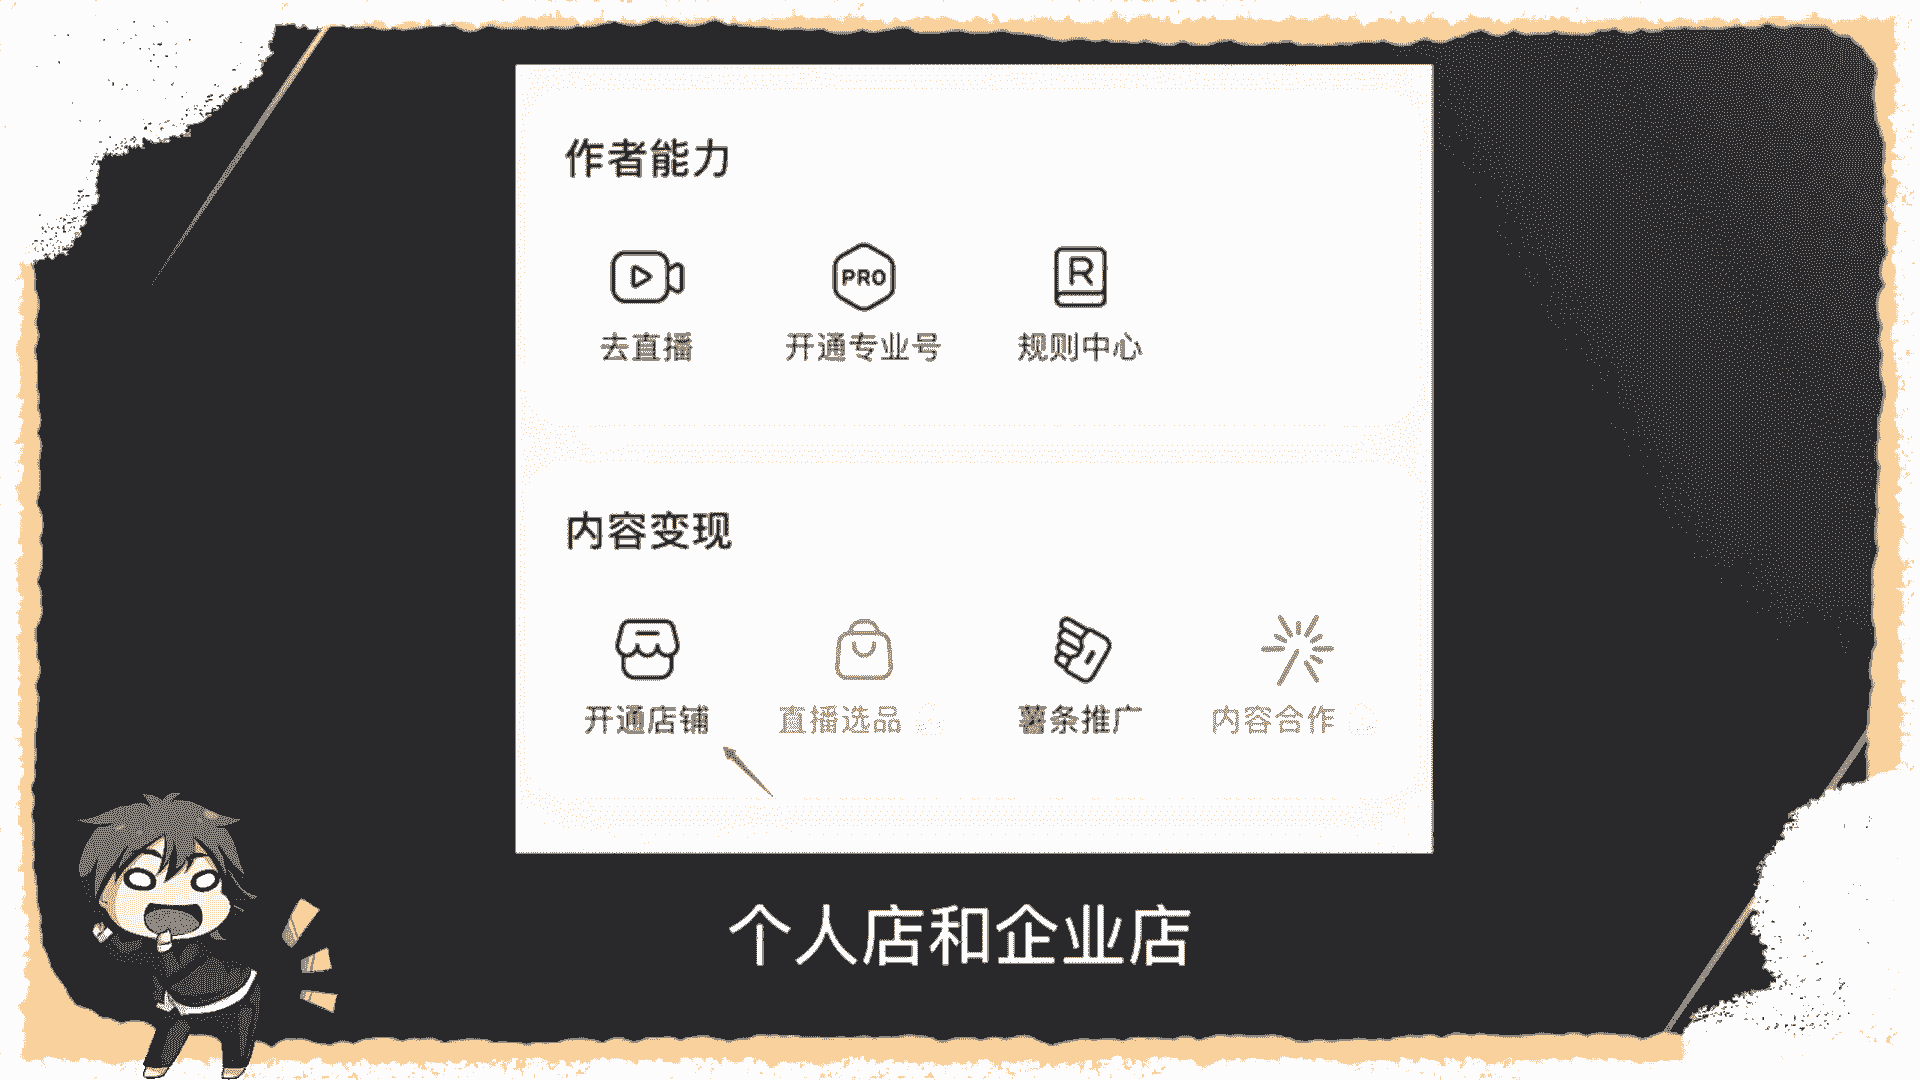 作者能力
PRO R
去直播 开通专业号 规则中心
内容变现
开通店铺 直播选品 薯条推广 内容合作
个人店和企业店